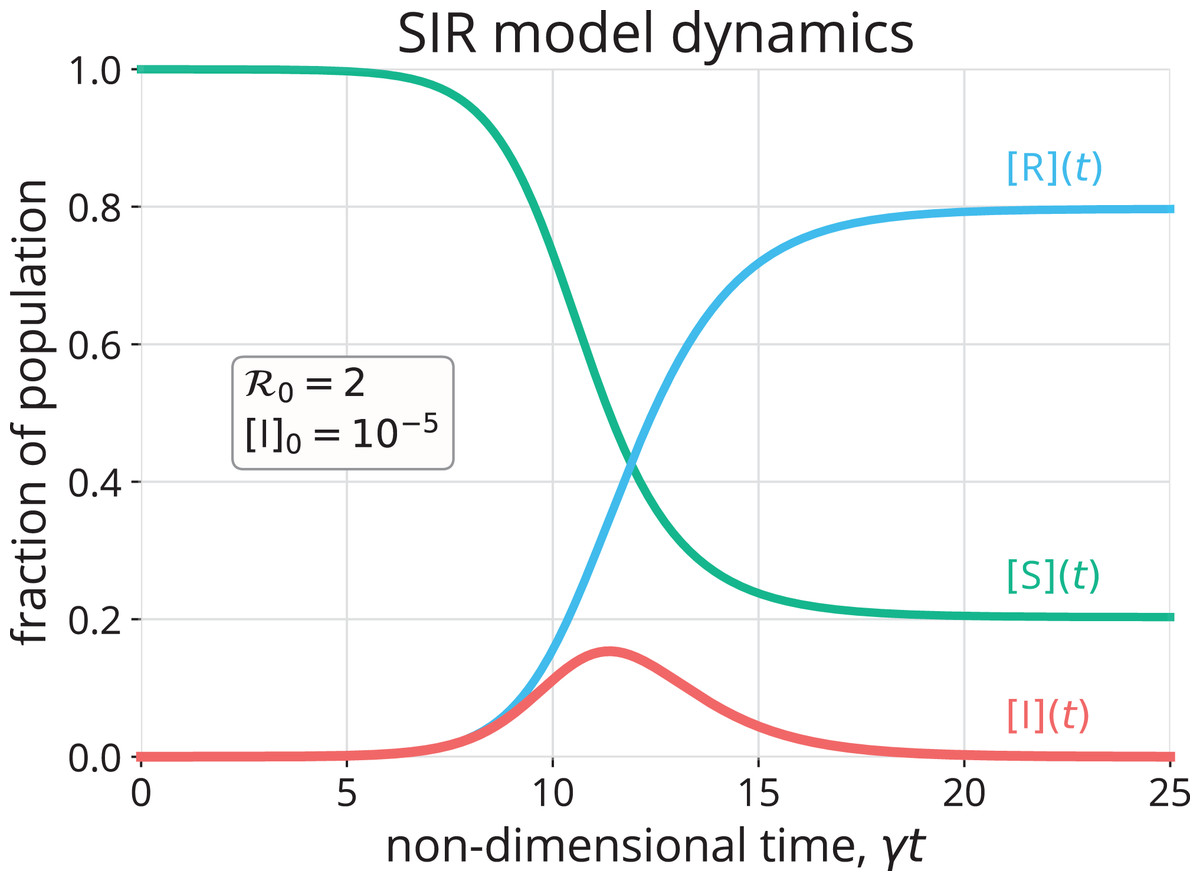 SIR model dynamics
fraction of population
1.0
0.8
0.6
0.4
0.2
0.0
[R](t)
ℛ₀ = 2
[I]₀ = 10⁻⁵
[S](t)
[I](t)
0 5 10 15 20 25
non-dimensional time, γt